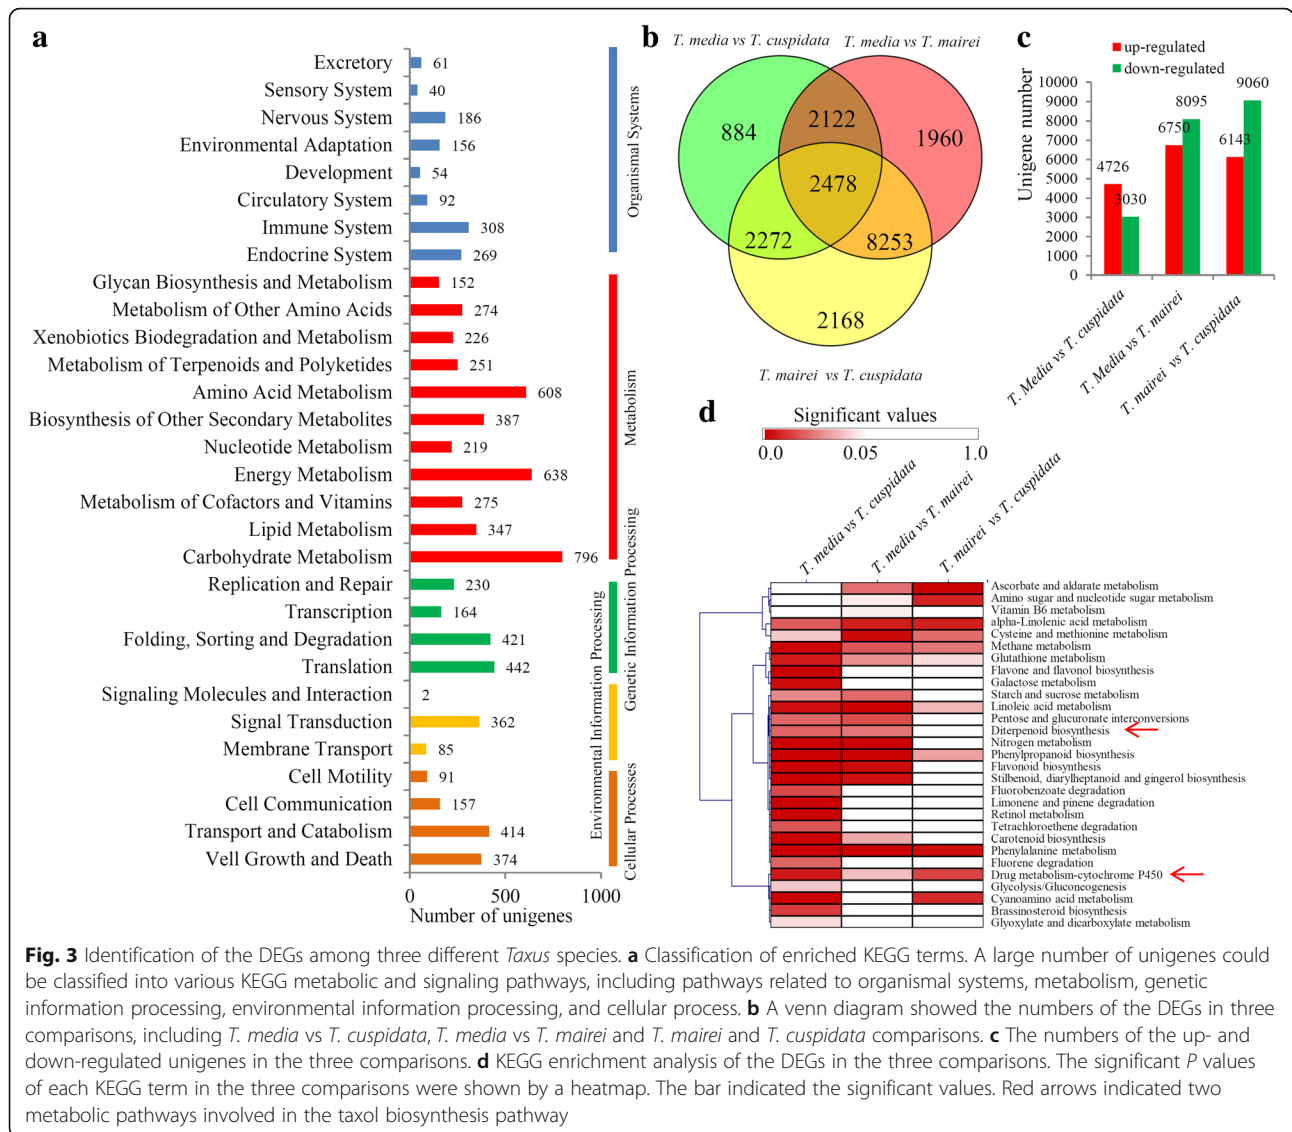 a
Excretory 61
Sensory System 40
Nervous System 186
Environmental Adaptation 156
Development 54
Circulatory System 92
Immune System 308
Endocrine System 269
Glycan Biosynthesis and Metabolism 152
Metabolism of Other Amino Acids 274
Xenobiotics Biodegradation and Metabolism 226
Metabolism of Terpenoids and Polyketides 251
Amino Acid Metabolism 608
Biosynthesis of Other Secondary Metabolites 387
Nucleotide Metabolism 219
Energy Metabolism 638
Metabolism of Cofactors and Vitamins 275
Lipid Metabolism 347
Carbohydrate Metabolism 796
Replication and Repair 230
Transcription 164
Folding, Sorting and Degradation 421
Translation 442
Signaling Molecules and Interaction 2
Signal Transduction 362
Membrane Transport 85
Cell Motility 91
Cell Communication 157
Transport and Catabolism 414
Vell Growth and Death 374
0 500 1000
Number of unigenes
Organismal Systems
Metabolism
Genetic Information Processing
Environmental Information Processing
Cellular Processes
b
T. media vs T. cuspidata T. media vs T. mairei
884 2122 1960
2478
2272 8253
2168
T. mairei vs T. cuspidata
c
up-regulated
down-regulated
Unigene number
10000
9000
8000
7000
6000
5000
4000
3000
2000
1000
0
4726 3030 6750 8095 6143 9060
T. Media vs T. cuspidata
T. Media vs T. mairei
T. mairei vs T. cuspidata
d
Significant values
0.0 0.05 1.0
T. media vs T. cuspidata
T. media vs T. mairei
T. mairei vs T. cuspidata
Ascorbate and aldarate metabolism
Amino sugar and nucleotide sugar metabolism
Vitamin B6 metabolism
alpha-Linolenic acid metabolism
Cysteine and methionine metabolism
Methane metabolism
Glutathione metabolism
Flavone and flavonol biosynthesis
Galactose metabolism
Starch and sucrose metabolism
Linoleic acid metabolism
Pentose and glucuronate interconversions
Diterpenoid biosynthesis
Nitrogen metabolism
Phenylpropanoid biosynthesis
Flavonoid biosynthesis
Stilbenoid, diarylheptanoid and gingerol biosynthesis
Fluorobenzoate degradation
Limonene and pinene degradation
Retinol metabolism
Tetrachloroethene degradation
Carotenoid biosynthesis
Phenylalanine metabolism
Fluorene degradation
Drug metabolism-cytochrome P450
Glycolysis/Gluconeogenesis
Cyanoamino acid metabolism
Brassinosteroid biosynthesis
Glyoxylate and dicarboxylate metabolism
Fig. 3 Identification of the DEGs among three different Taxus species. a Classification of enriched KEGG terms. A large number of unigenes could
be classified into various KEGG metabolic and signaling pathways, including pathways related to organismal systems, metabolism, genetic
information processing, environmental information processing, and cellular process. b A venn diagram showed the numbers of the DEGs in three
comparisons, including T. media vs T. cuspidata, T. media vs T. mairei and T. mairei and T. cuspidata comparisons. c The numbers of the up- and
down-regulated unigenes in the three comparisons. d KEGG enrichment analysis of the DEGs in the three comparisons. The significant P values
of each KEGG term in the three comparisons were shown by a heatmap. The bar indicated the significant values. Red arrows indicated two
metabolic pathways involved in the taxol biosynthesis pathway